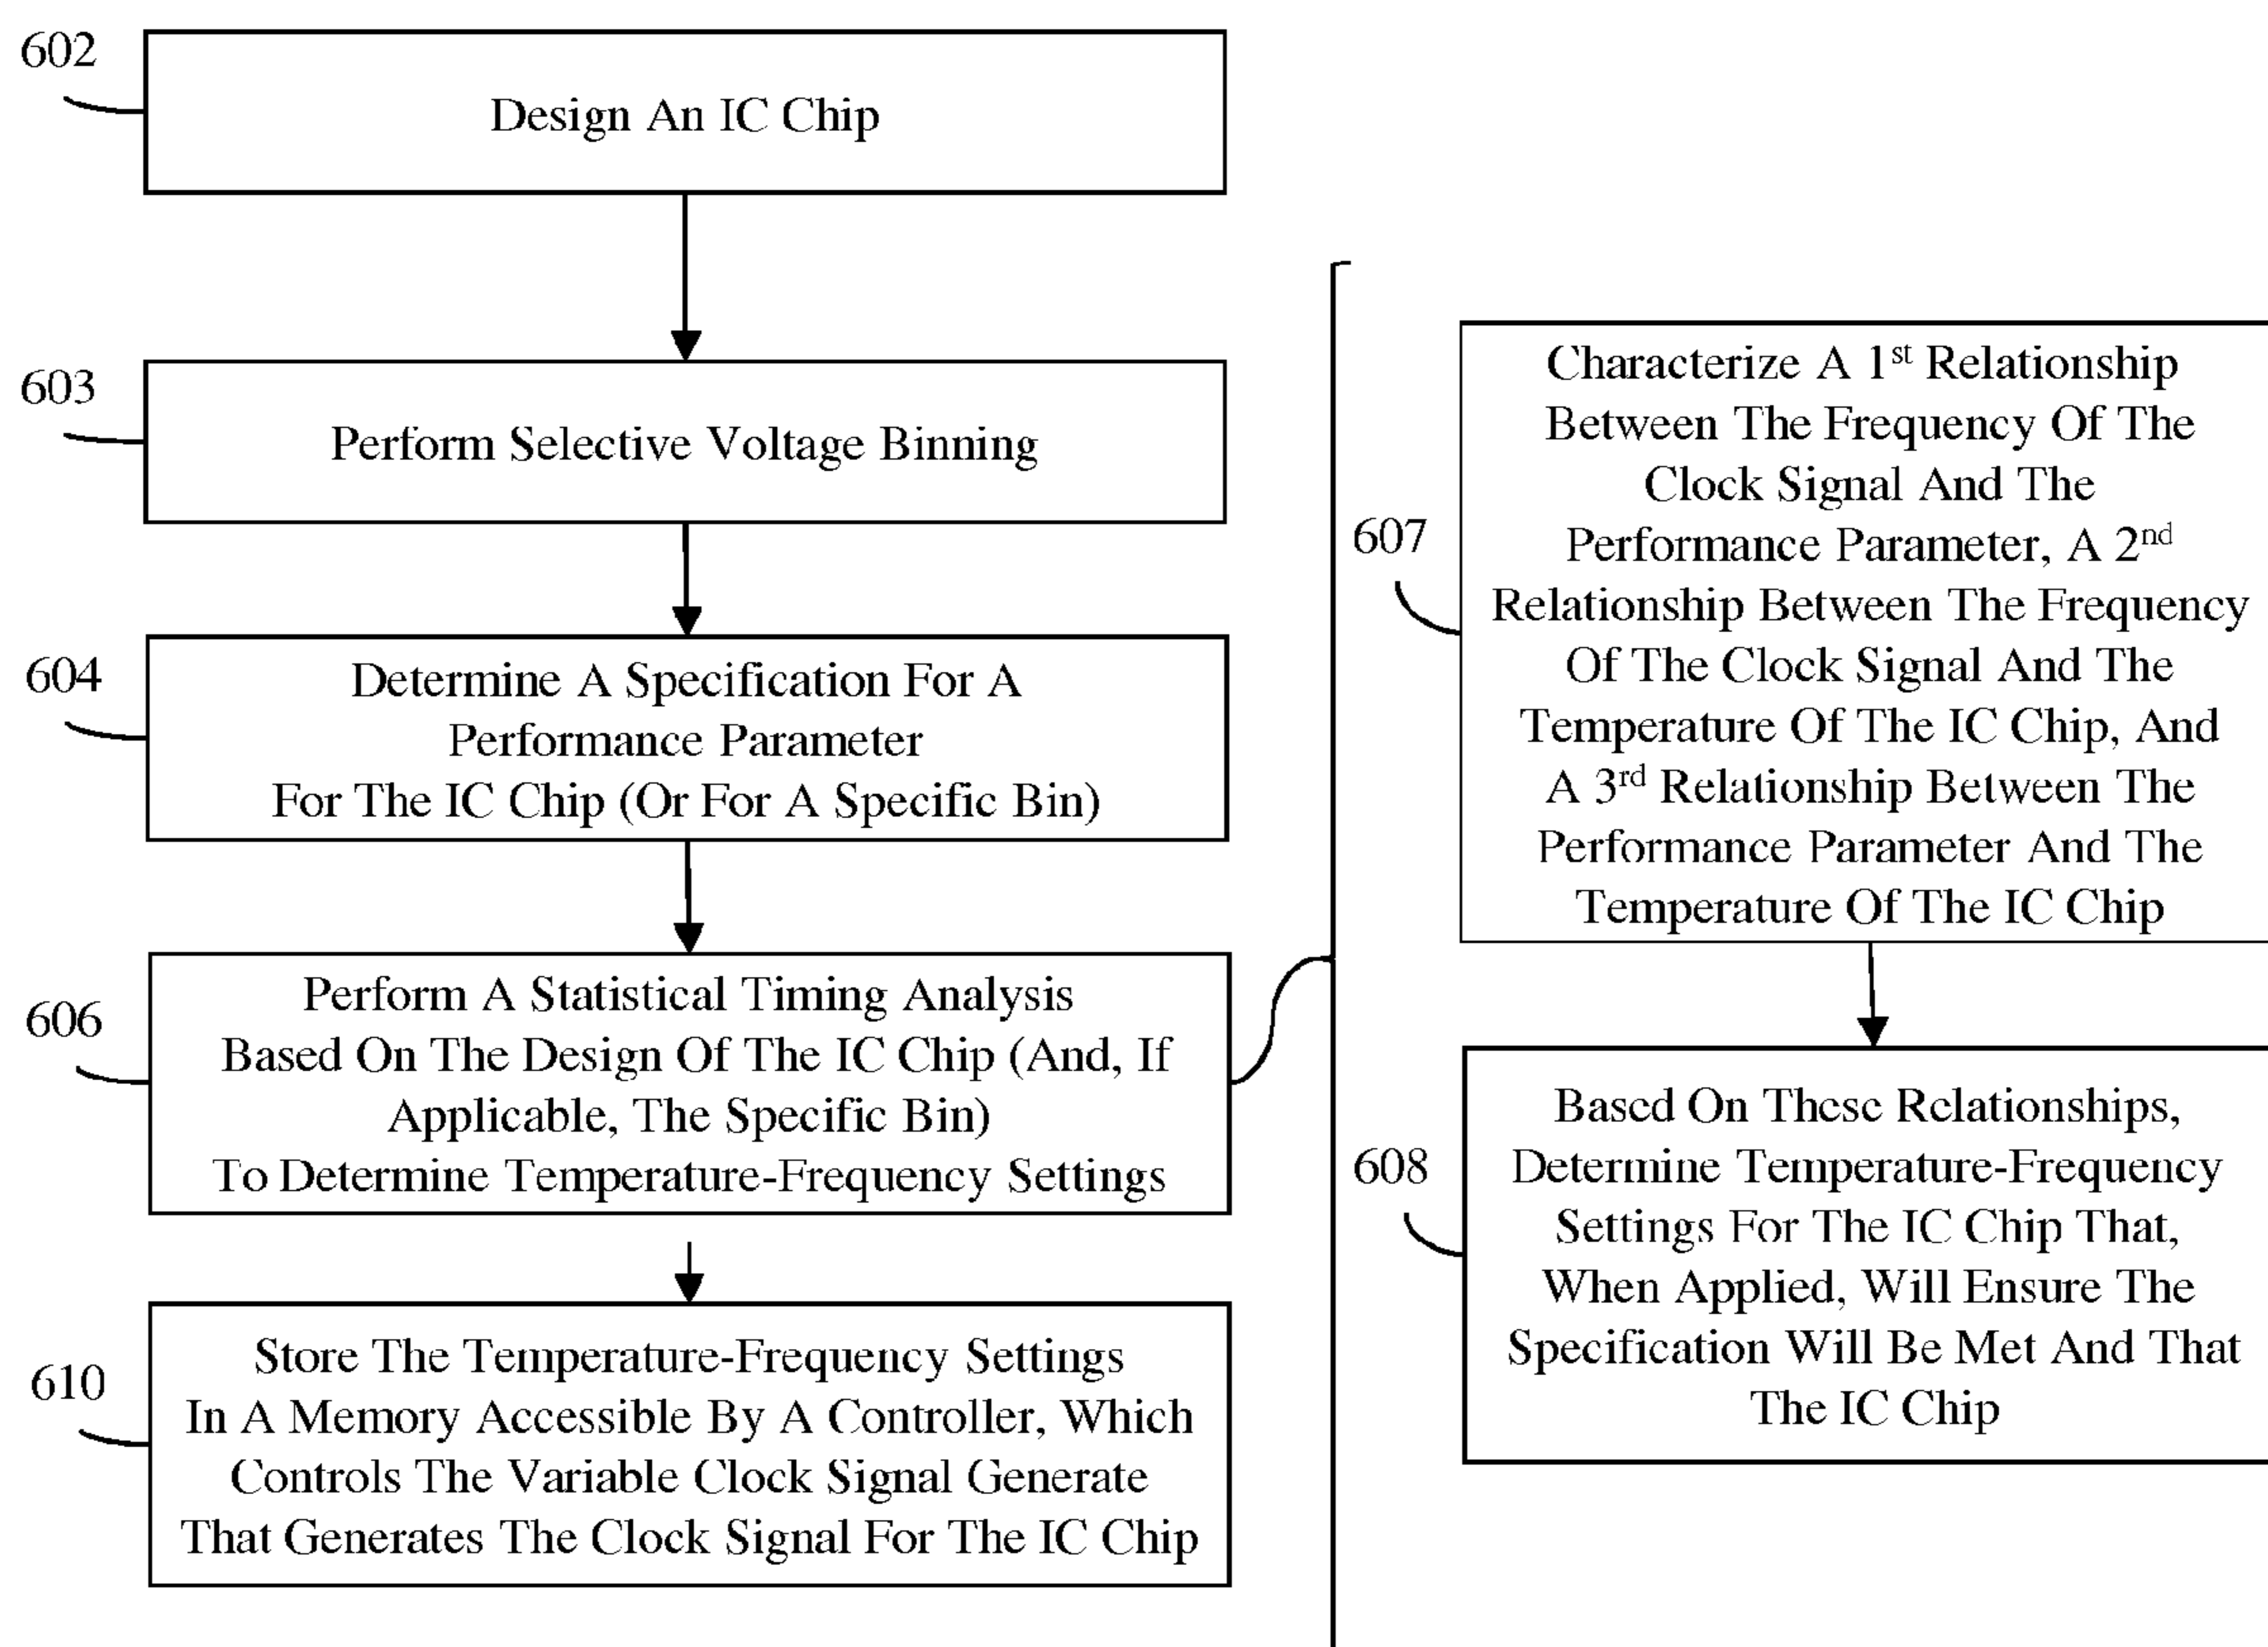 602
Design An IC Chip
603
Perform Selective Voltage Binning
604
Determine A Specification For A
Performance Parameter
For The IC Chip (Or For A Specific Bin)
606
Perform A Statistical Timing Analysis
Based On The Design Of The IC Chip (And, If
Applicable, The Specific Bin)
To Determine Temperature-Frequency Settings
610
Store The Temperature-Frequency Settings
In A Memory Accessible By A Controller, Which
Controls The Variable Clock Signal Generate
That Generates The Clock Signal For The IC Chip
607
Characterize A 1st Relationship
Between The Frequency Of The
Clock Signal And The
Performance Parameter, A 2nd
Relationship Between The Frequency
Of The Clock Signal And The
Temperature Of The IC Chip, And
A 3rd Relationship Between The
Performance Parameter And The
Temperature Of The IC Chip
608
Based On These Relationships,
Determine Temperature-Frequency
Settings For The IC Chip That,
When Applied, Will Ensure The
Specification Will Be Met And That
The IC Chip